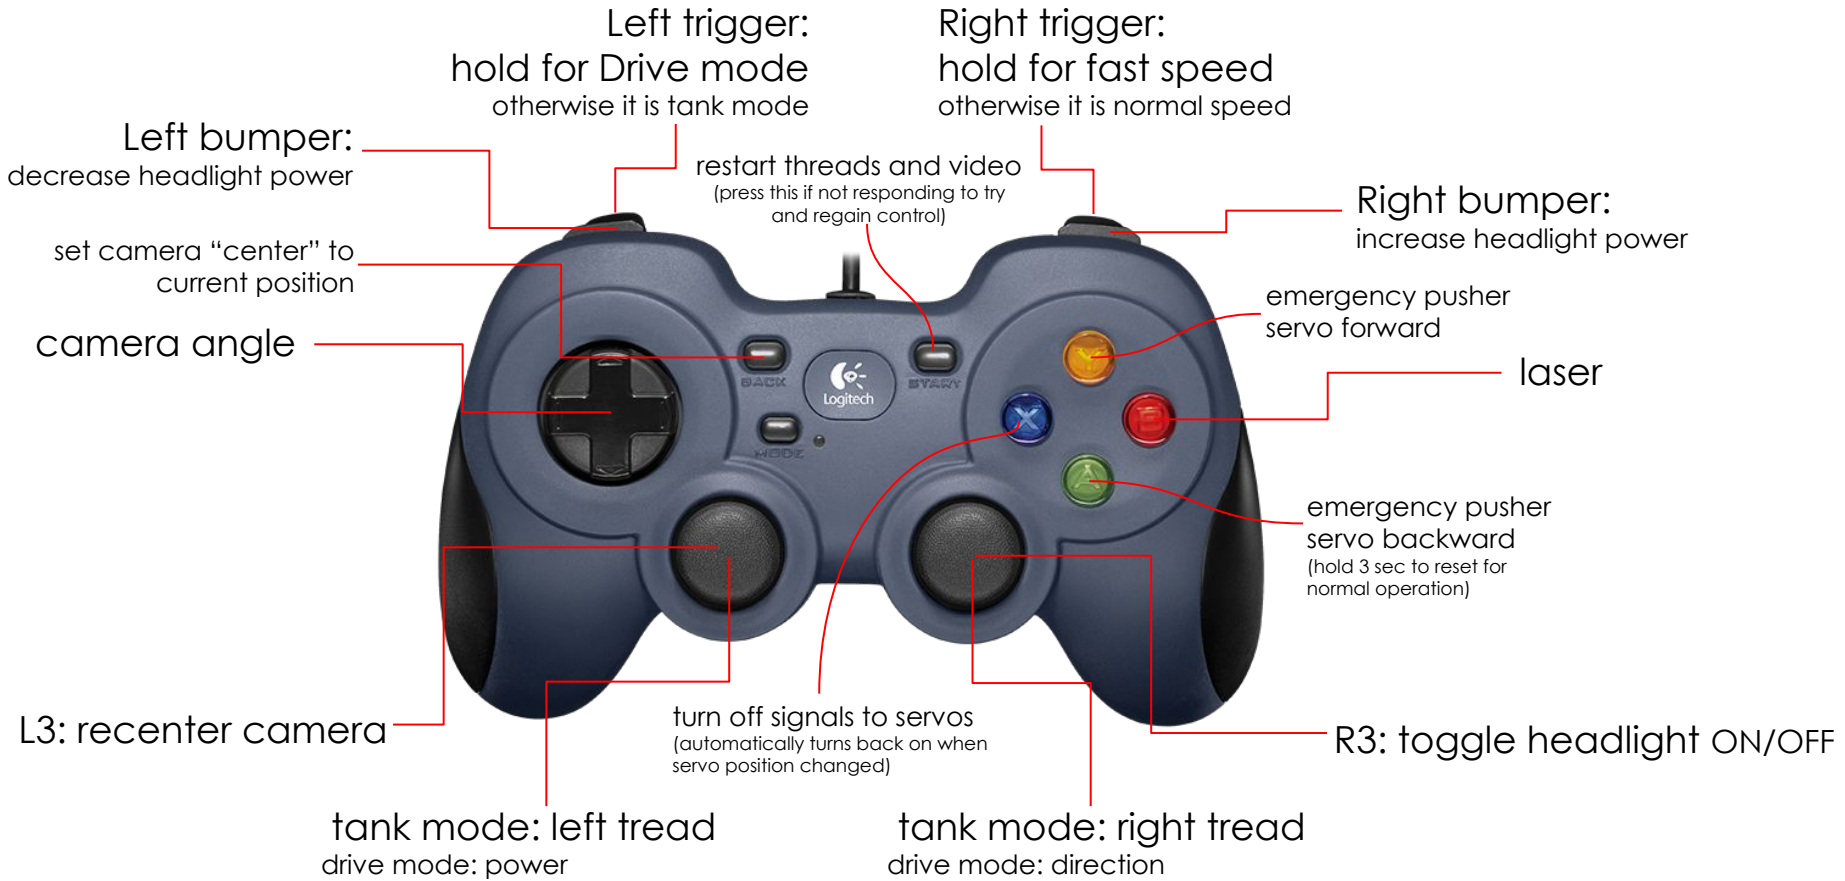 Left trigger:
hold for Drive mode
otherwise it is tank mode
Right trigger:
hold for fast speed
otherwise it is normal speed
Left bumper:
decrease headlight power
restart threads and video
(press this if not responding to try
and regain control)
Right bumper:
increase headlight power
set camera “center” to
current position
emergency pusher
servo forward
camera angle
laser
BACK
Logitech
START
MODE
Y
X
B
A
emergency pusher
servo backward
(hold 3 sec to reset for
normal operation)
L3: recenter camera
turn off signals to servos
(automatically turns back on when
servo position changed)
R3: toggle headlight ON/OFF
tank mode: left tread
drive mode: power
tank mode: right tread
drive mode: direction